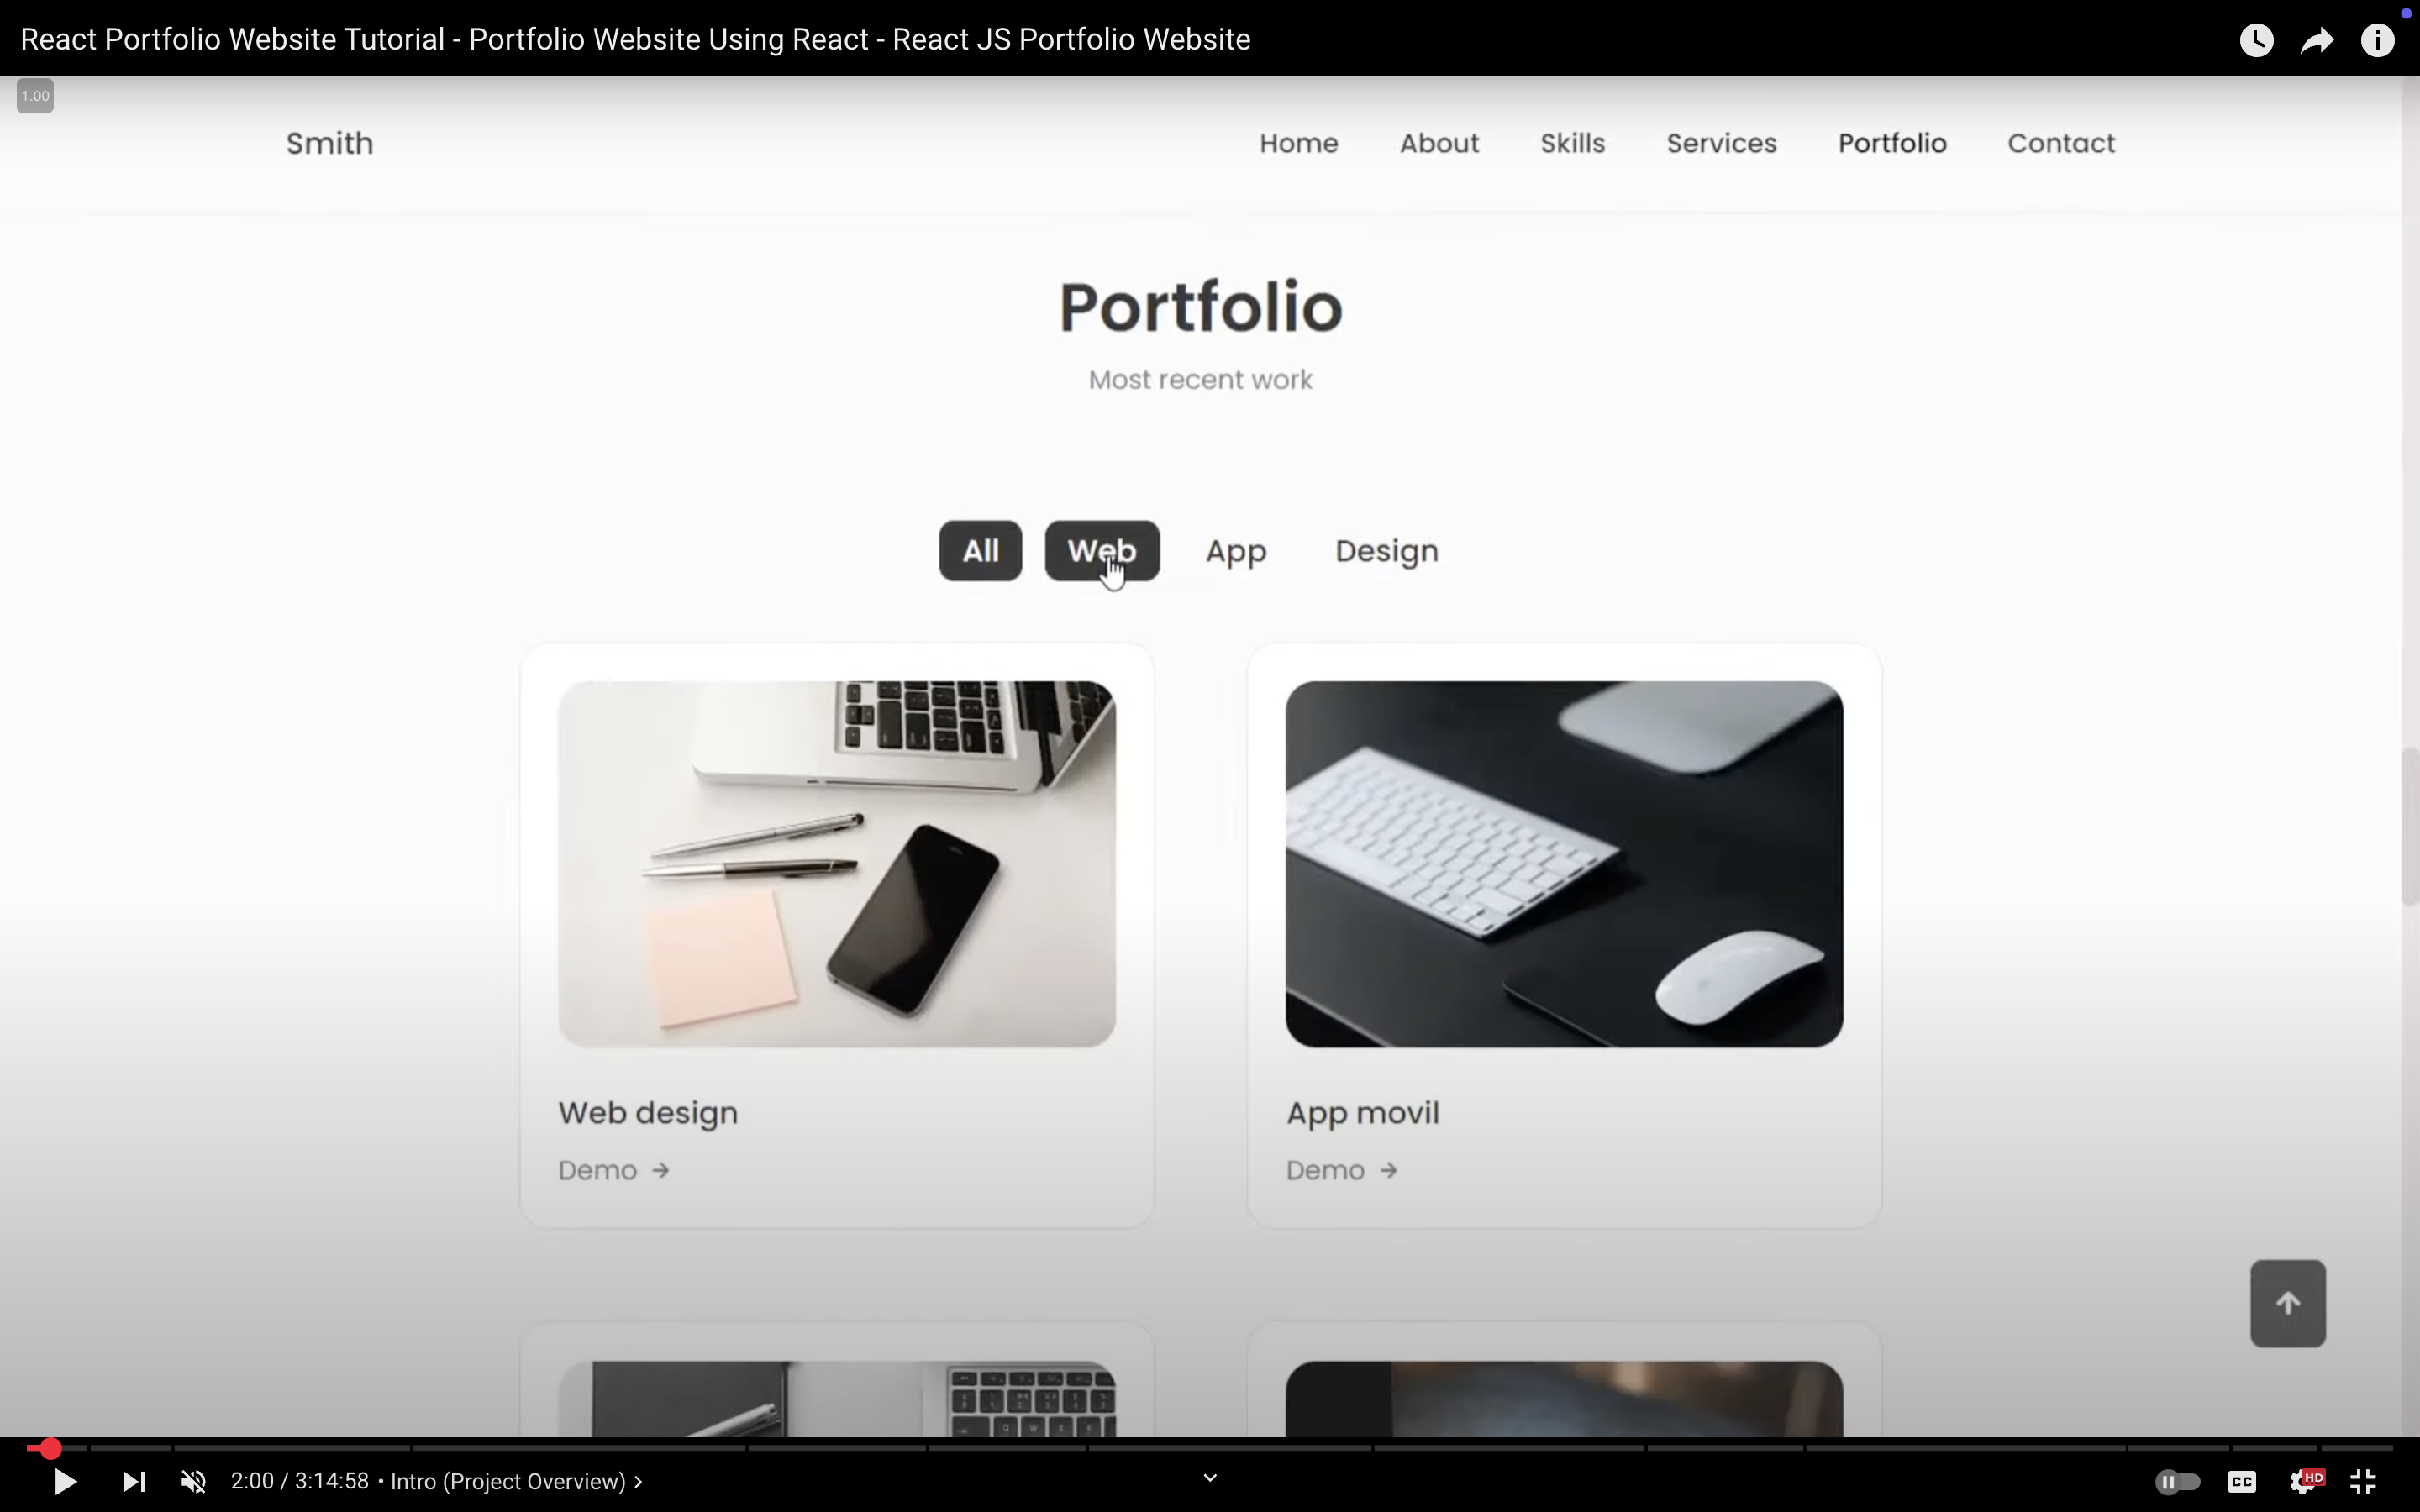 React Portfolio Website Tutorial - Portfolio Website Using React - React JS Portfolio Website
1.00
Smith Home About Skills Services Portfolio Contact
Portfolio
Most recent work
All Web App Design
Web design App movil
Demo → Demo →
2:00 / 3:14:58 • Intro (Project Overview) >
CC HD